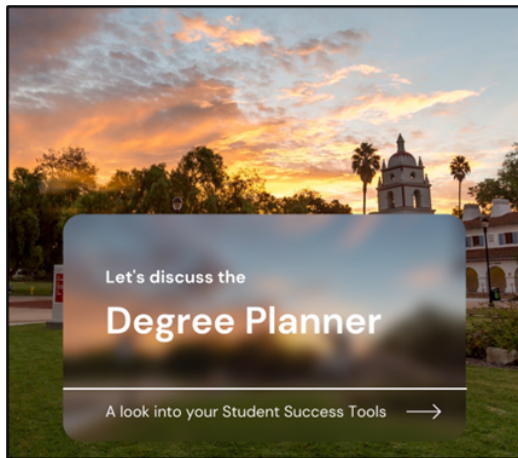 Let's discuss the
Degree Planner
A look into your Student Success Tools